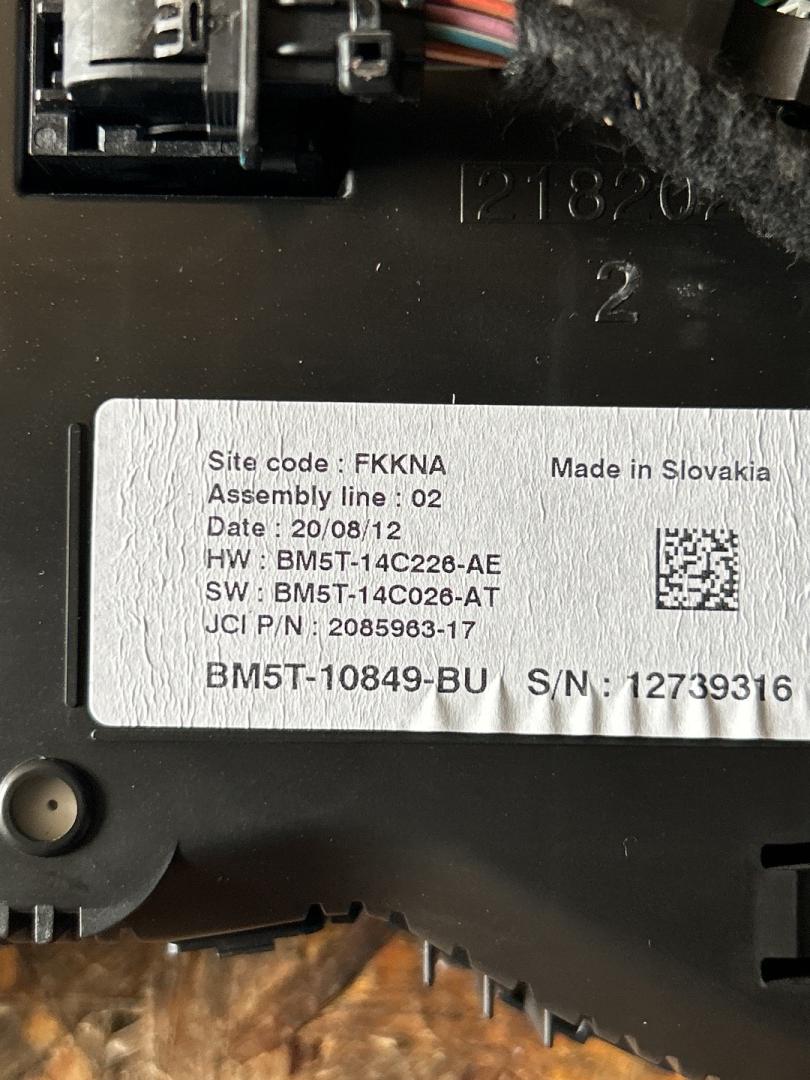 218202
2
Site code : FKKNA
Made in Slovakia
Assembly line : 02
Date : 20/08/12
HW : BM5T-14C226-AE
SW : BM5T-14C026-AT
JCI P/N : 2085963-17
BM5T-10849-BU S/N : 12739316